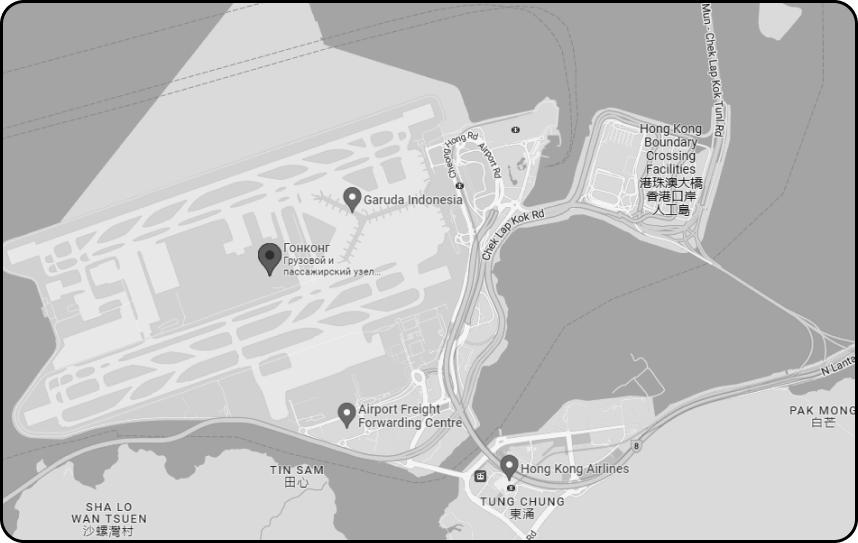 Mun - Chek Lap Kok Tunl Rd
Hong Kong
Boundary
Crossing
Facilities
港珠澳大橋
香港口岸
人工島
Cheong
Hong Rd
Airport Rd
Garuda Indonesia
Chek Lap Kok Rd
Гонконг
Грузовой и
пассажирский узел...
N Lanta
Airport Freight
Forwarding Centre
PAK MONG
白芒
8
Hong Kong Airlines
TIN SAM
田心
TUNG CHUNG
東涌
SHA LO
WAN TSUEN
沙螺灣村
Rd